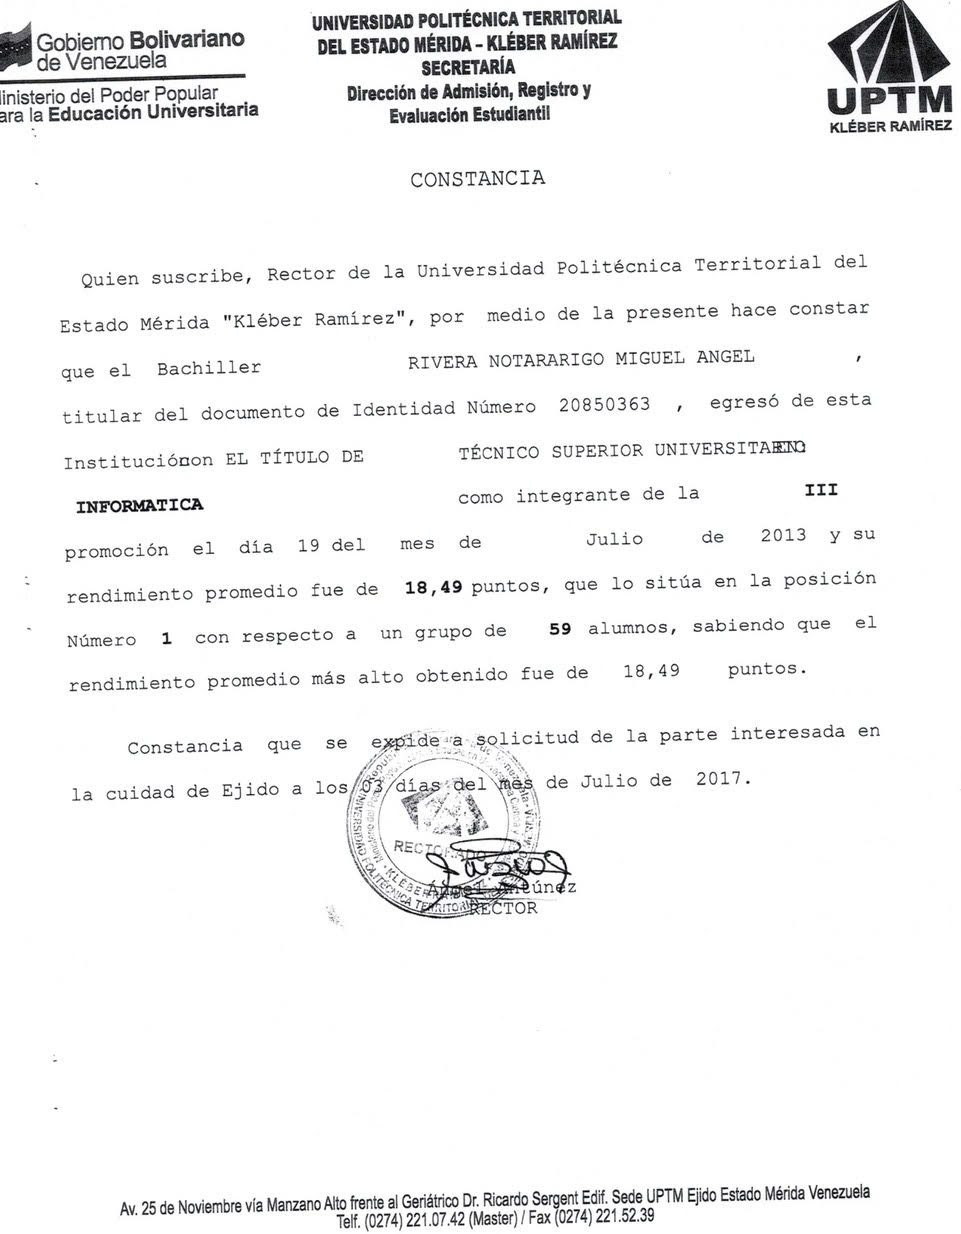 Gobierno Bolivariano
de Venezuela
inisterio del Poder Popular
ara la Educación Universitaria
UNIVERSIDAD POLITÉCNICA TERRITORIAL
DEL ESTADO MÉRIDA – KLÉBER RAMÍREZ
SECRETARÍA
Dirección de Admisión, Registro y
Evaluación Estudiantil
UPTM
KLÉBER RAMÍREZ
CONSTANCIA
Quien suscribe, Rector de la Universidad Politécnica Territorial del
Estado Mérida "Kléber Ramírez", por medio de la presente hace constar
que el Bachiller RIVERA NOTARARIGO MIGUEL ANGEL ,
titular del documento de Identidad Número 20850363 , egresó de esta
Institución con EL TÍTULO DE TÉCNICO SUPERIOR UNIVERSITARIO EN
INFORMATICA como integrante de la III
promoción el día 19 del mes de Julio de 2013 y su
rendimiento promedio fue de 18,49 puntos, que lo sitúa en la posición
Número 1 con respecto a un grupo de 59 alumnos, sabiendo que el
rendimiento promedio más alto obtenido fue de 18,49 puntos.
Constancia que se expide a solicitud de la parte interesada en
la cuidad de Ejido a los 03 días del mes de Julio de 2017.
RECTORADO
Ángel Antúnez
RECTOR
Av. 25 de Noviembre vía Manzano Alto frente al Geriátrico Dr. Ricardo Sergent Edif. Sede UPTM Ejido Estado Mérida Venezuela
Telf. (0274) 221.07.42 (Master) / Fax (0274) 221.52.39